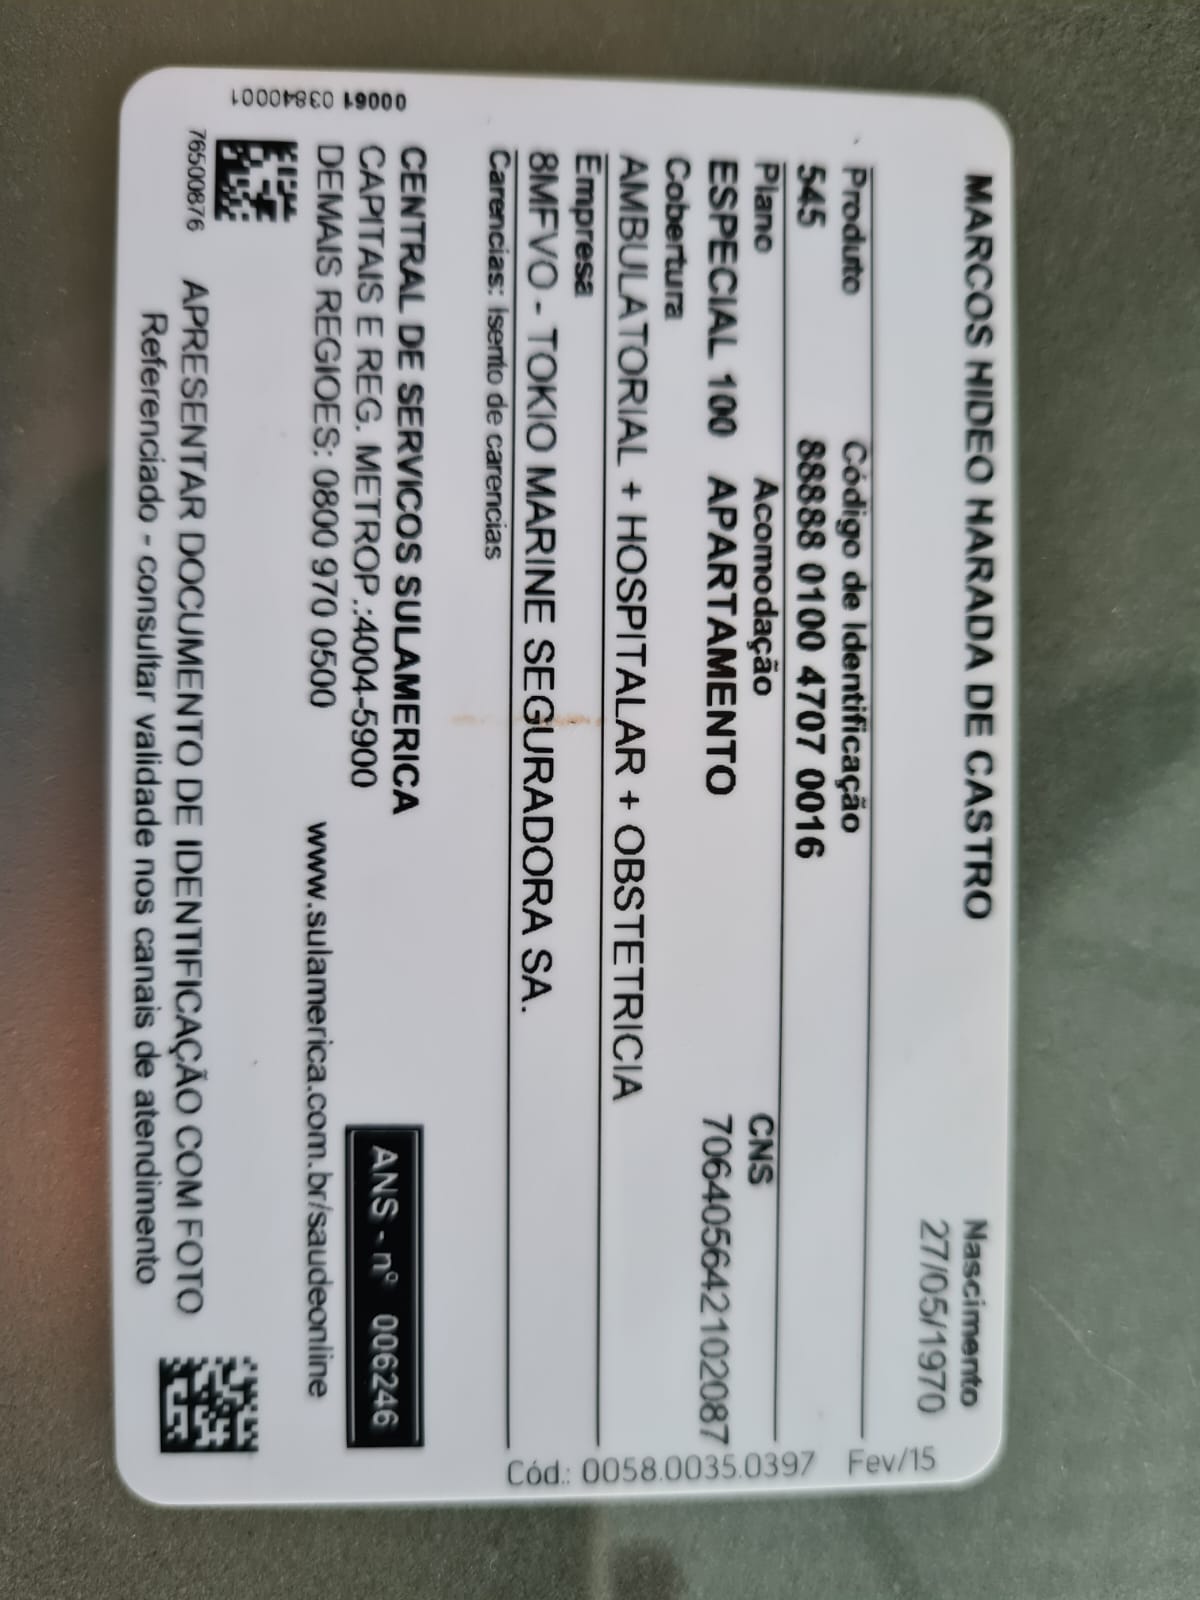 MARCOS HIDEO HARADA DE CASTRO
Nascimento
27/05/1970
Produto Código de Identificação
545 88888 0100 4707 0016
Plano Acomodação CNS
ESPECIAL 100 APARTAMENTO 706405642102087
Cobertura
AMBULATORIAL + HOSPITALAR + OBSTETRICIA
Empresa
8MFVO - TOKIO MARINE SEGURADORA SA.
Carencias: Isento de carencias
CENTRAL DE SERVICOS SULAMERICA
CAPITAIS E REG. METROP.:4004-5900
DEMAIS REGIOES: 0800 970 0500 www.sulamerica.com.br/saudeonline
ANS - nº 006246
76500876 APRESENTAR DOCUMENTO DE IDENTIFICAÇÃO COM FOTO
Referenciado - consultar validade nos canais de atendimento
00061 03840001
Cód.: 0058.0035.0397 Fev/15